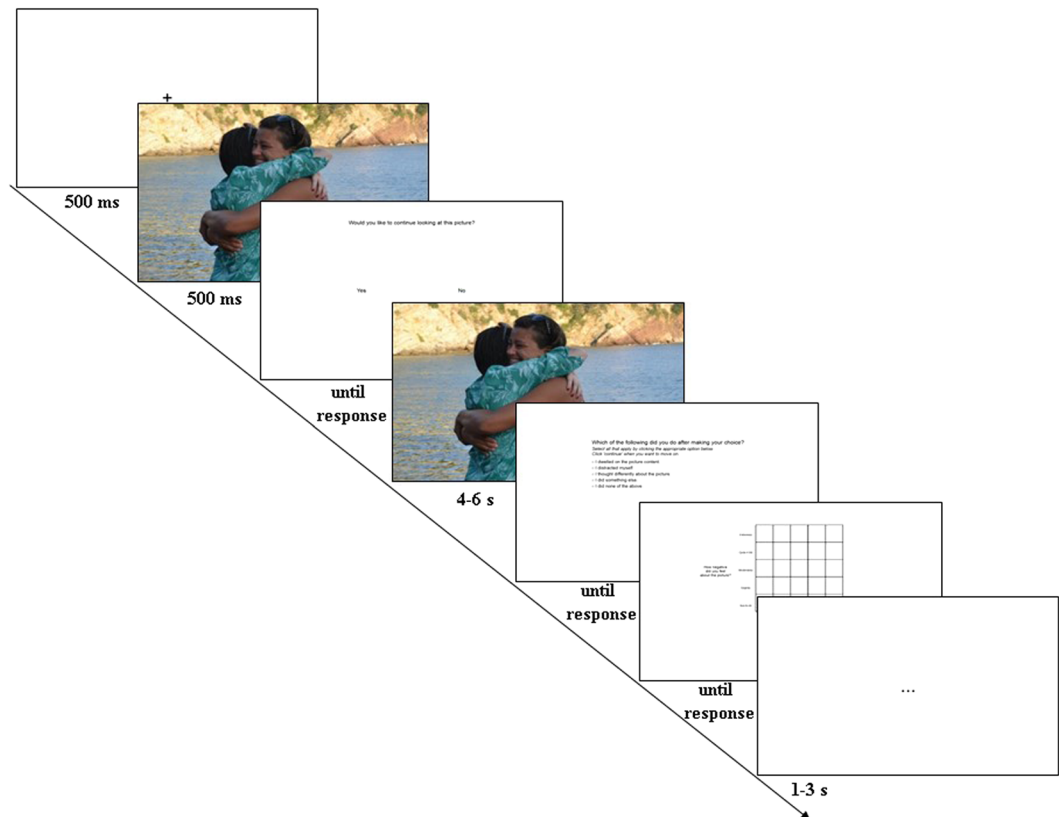 +
500 ms
500 ms
Would you like to continue looking at this picture?
Yes No
until
response
4-6 s
Which of the following did you do after making your choice?
Select all that apply by clicking the appropriate option below
Click 'continue' when you want to move on
- I dwelled on the picture content
- I distracted myself
- I thought differently about the picture
- I did something else
- I did none of the above
until
response
How negative
did you feel
about the picture?
until
response
...
1-3 s